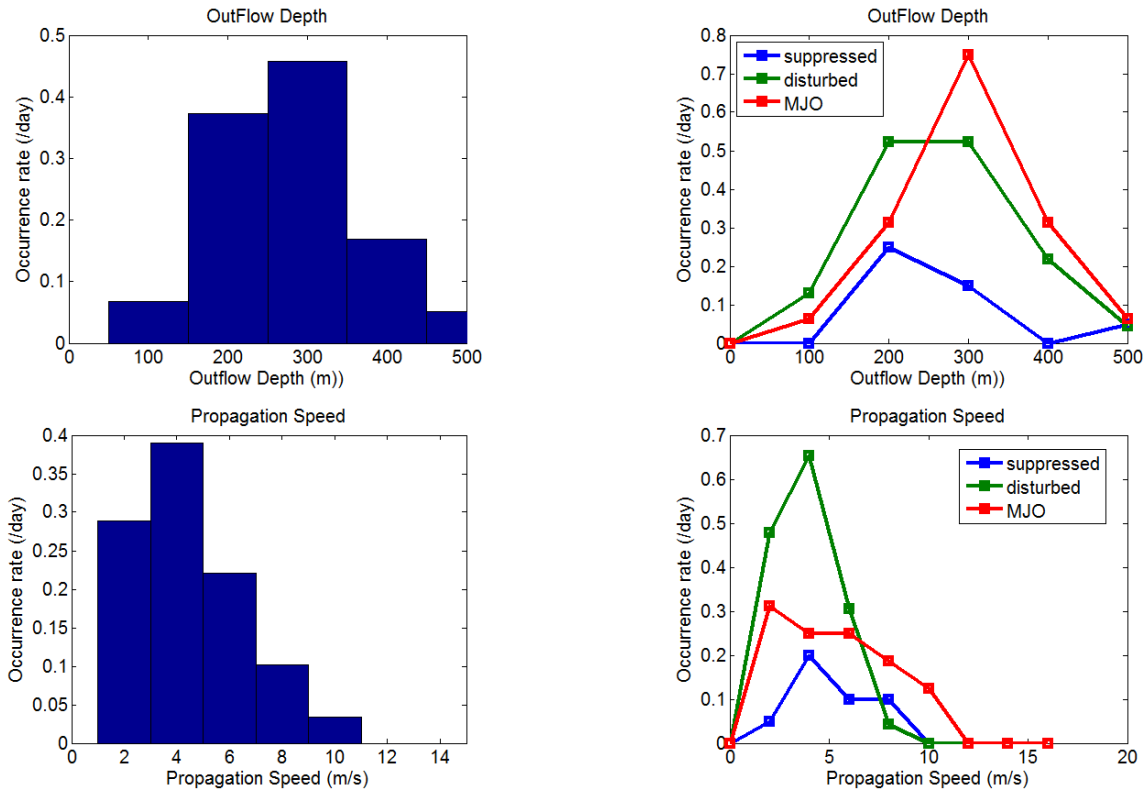 OutFlow Depth
Occurrence rate (/day)
0.5
0.4
0.3
0.2
0.1
0
0 100 200 300 400 500
Outflow Depth (m))
OutFlow Depth
Occurrence rate (/day)
0.8
0.7
0.6
0.5
0.4
0.3
0.2
0.1
0
suppressed
disturbed
MJO
100 200 300 400 500
Outflow Depth (m))
Propagation Speed
Occurrence rate (/day)
0.4
0.35
0.3
0.25
0.2
0.15
0.1
0.05
0
0 2 4 6 8 10 12 14
Propagation Speed (m/s)
Propagation Speed
Occurrence rate (/day)
0.7
0.6
0.5
0.4
0.3
0.2
0.1
suppressed
disturbed
MJO
0 5 10 15 20
Propagation Speed (m/s)